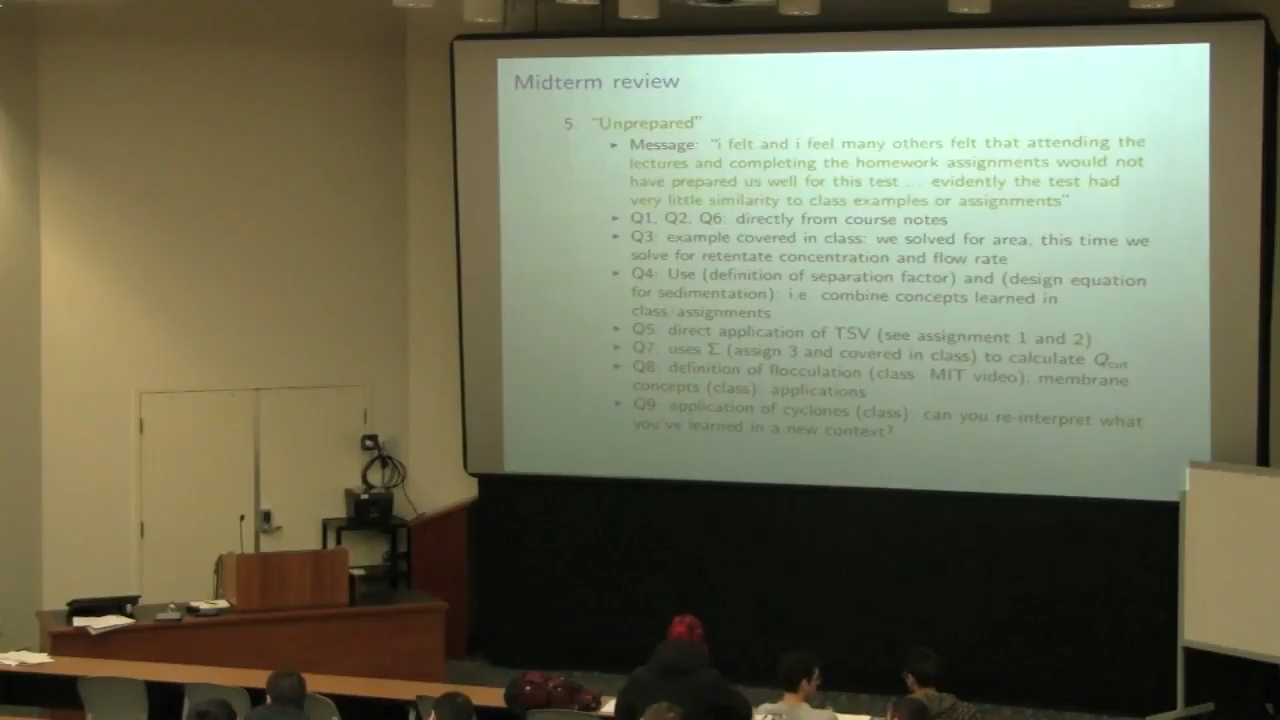 Midterm review
5 "Unprepared"
▸ Message: "i felt and i feel many others felt that attending the
lectures and completing the homework assignments would not
have prepared us well for this test ... evidently the test had
very little similarity to class examples or assignments"
▸ Q1, Q2, Q6: directly from course notes
▸ Q3: example covered in class: we solved for area, this time we
solve for retentate concentration and flow rate
▸ Q4: Use (definition of separation factor) and (design equation
for sedimentation): i.e. combine concepts learned in
class/assignments
▸ Q5: direct application of TSV (see assignment 1 and 2)
▸ Q7: uses Σ (assign 3 and covered in class) to calculate Qcut
▸ Q8: definition of flocculation (class: MIT video); membrane
concepts (class): applications
▸ Q9: application of cyclones (class): can you re-interpret what
you've learned in a new context?